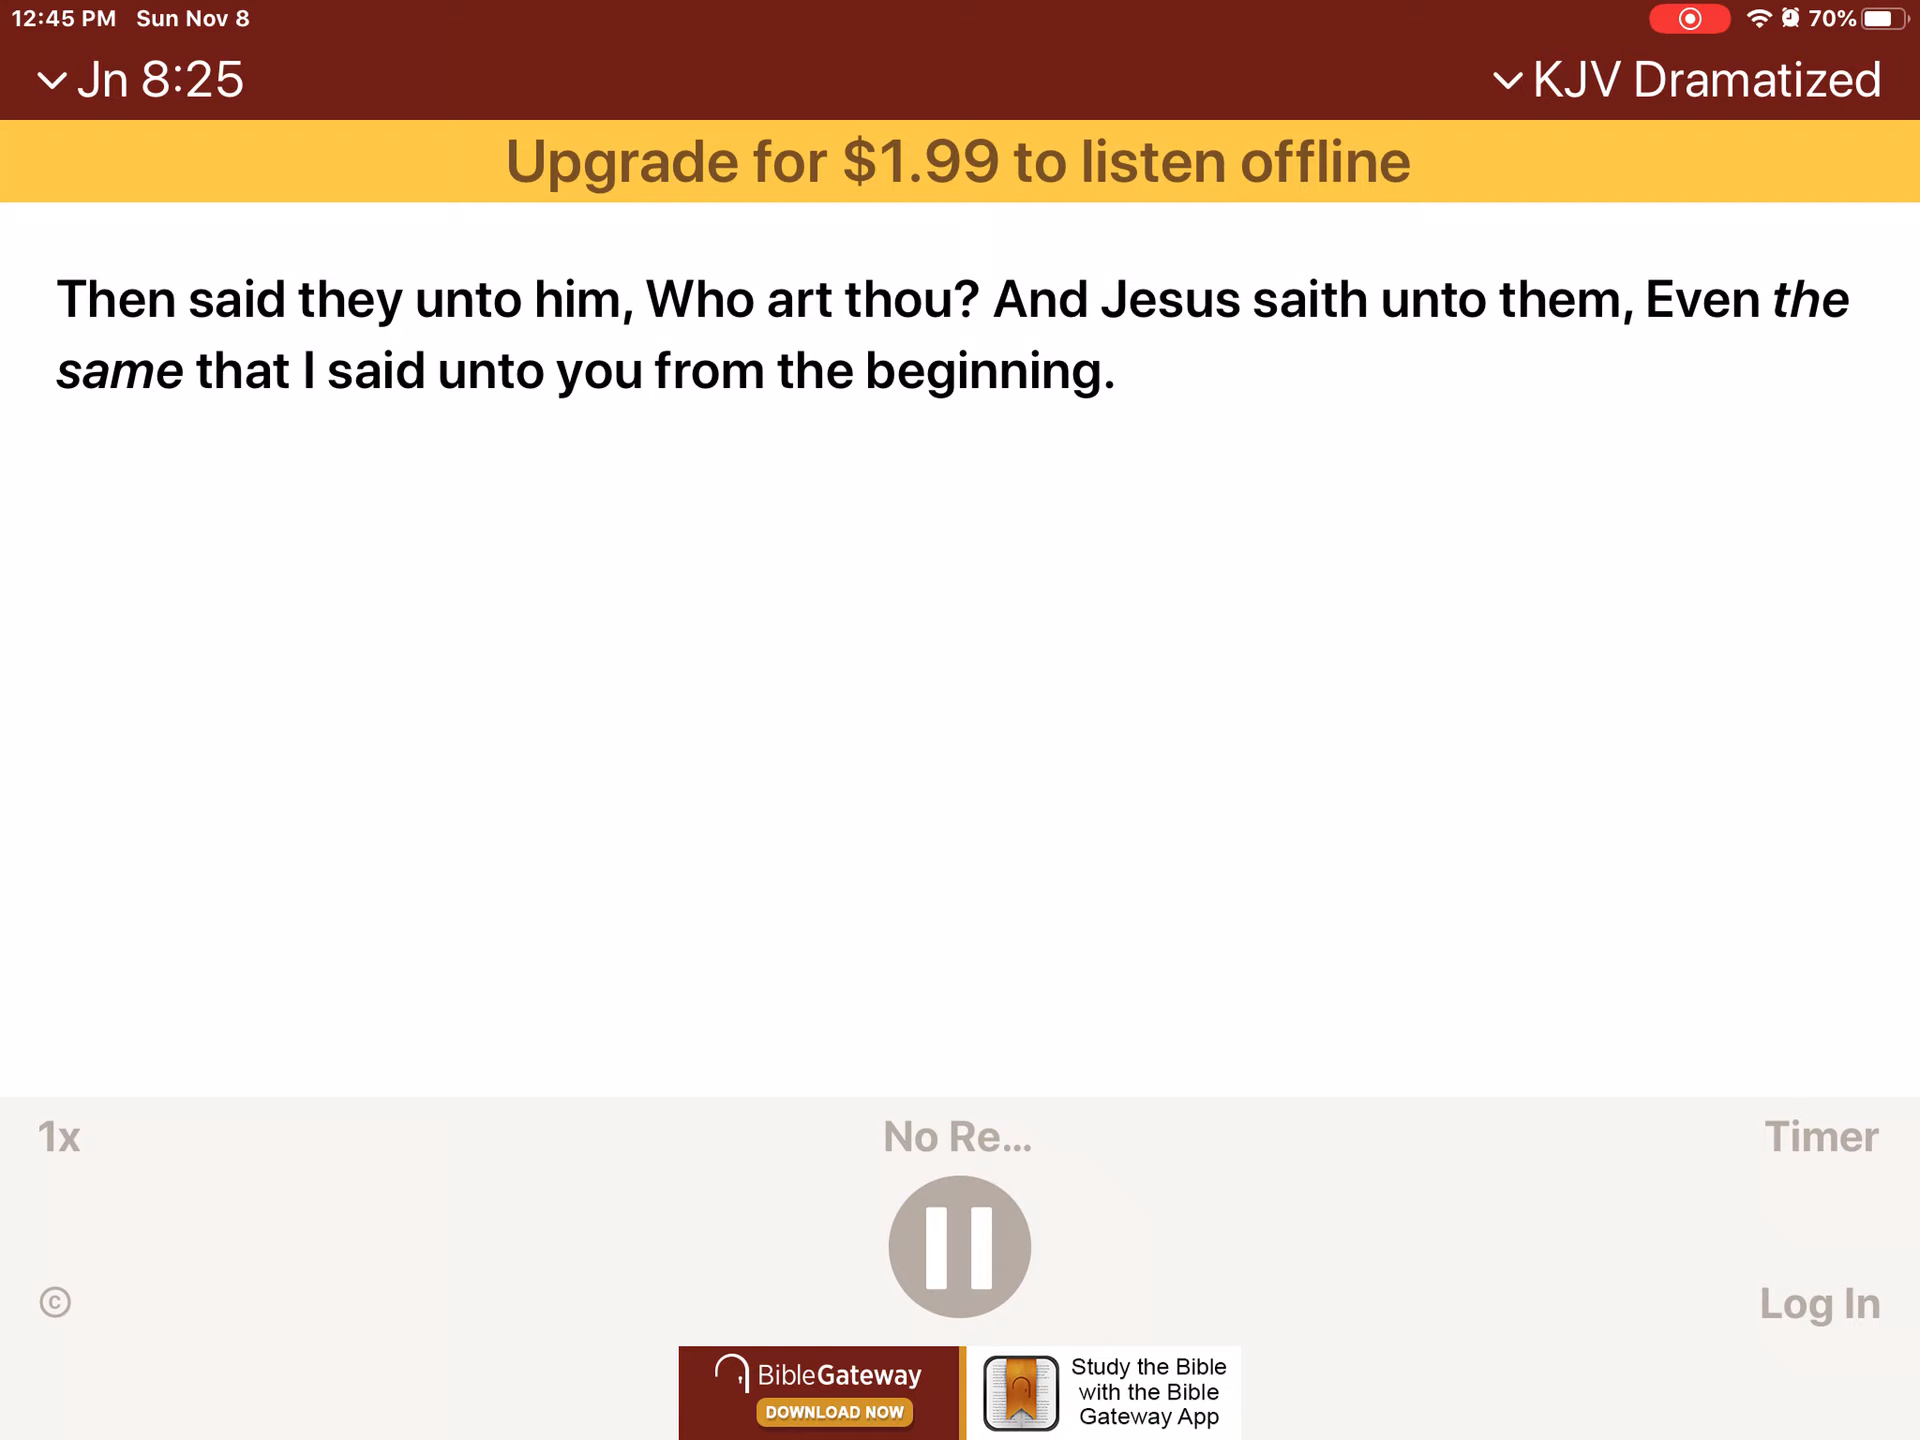 12:45 PM Sun Nov 8
70%
Jn 8:25
KJV Dramatized
Upgrade for $1.99 to listen offline
Then said they unto him, Who art thou? And Jesus saith unto them, Even the
same that I said unto you from the beginning.
1x
No Re...
Timer
©
Log In
BibleGateway
DOWNLOAD NOW
Study the Bible
with the Bible
Gateway App